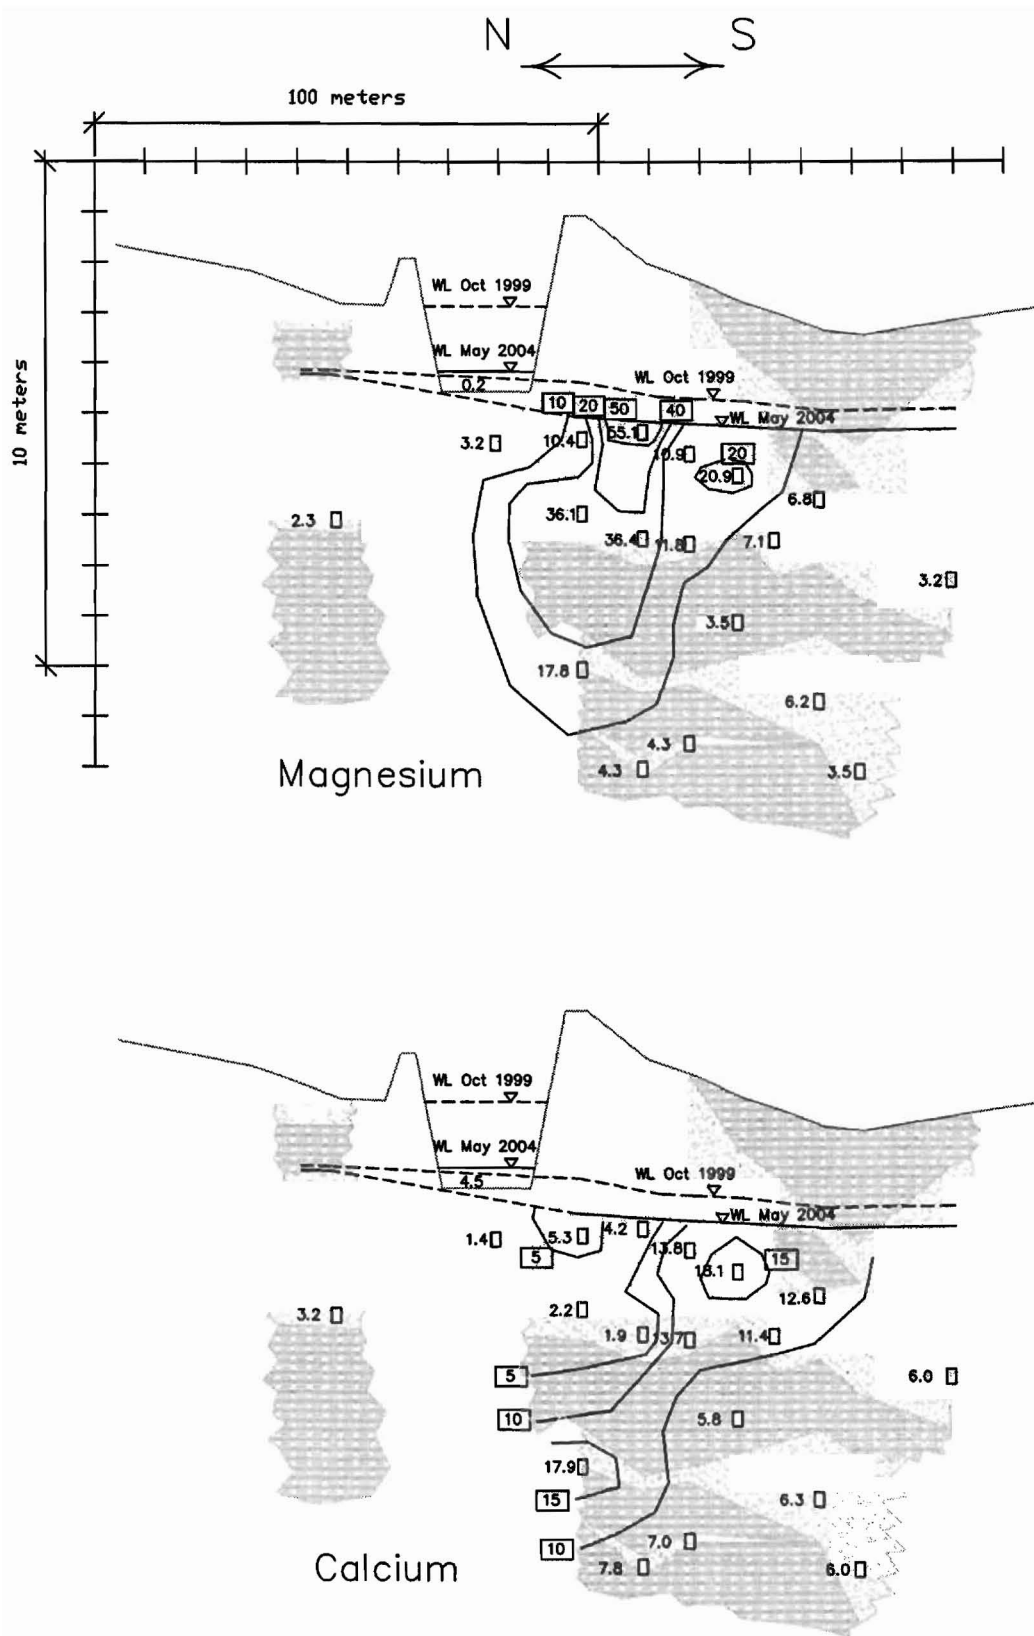 N S
100 meters
10 meters
WL Oct 1999
WL May 2004
0.2
WL Oct 1999
10 20 50 40
WL May 2004
3.2 10.4 55.1 10.9 20
20.9
6.8
2.3 36.1
36.4 11.8 7.1
3.2
3.5
17.8
6.2
4.3
4.3 3.5
Magnesium
WL Oct 1999
WL May 2004
4.5
WL Oct 1999
WL May 2004
1.4 5.3 4.2 13.8
5 15
18.1
12.6
3.2 2.2
1.9 13.7 11.4
5 6.0
10 5.8
17.9
15 6.3
10 7.0
7.8 6.0
Calcium